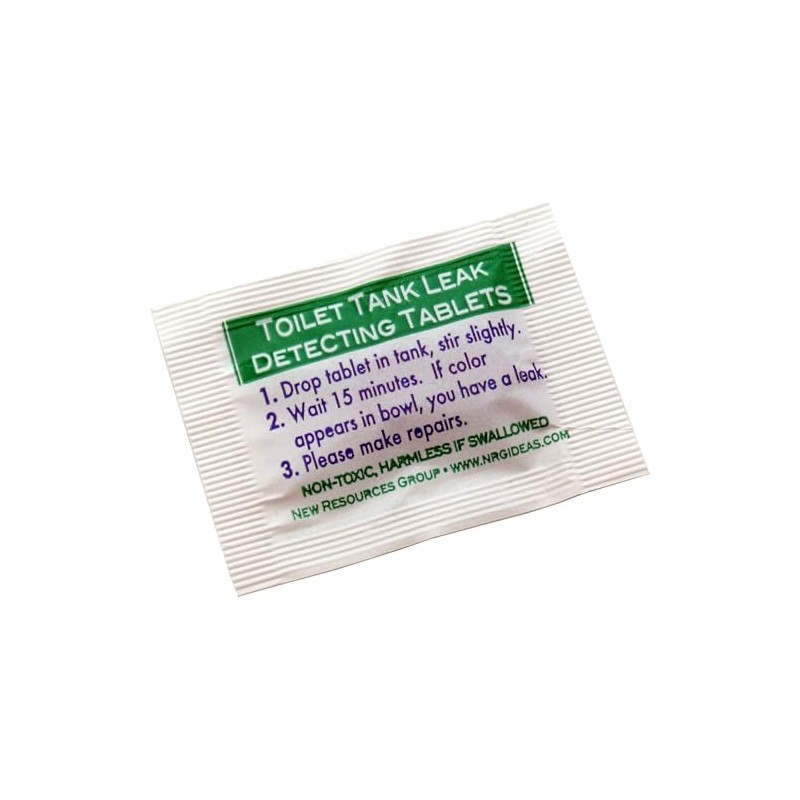 TOILET TANK LEAK
DETECTING TABLETS
1. Drop tablet in tank, stir slightly.
2. Wait 15 minutes. If color
appears in bowl, you have a leak.
3. Please make repairs.
NON-TOXIC, HARMLESS IF SWALLOWED
NEW RESOURCES GROUP • WWW.NRGIDEAS.COM